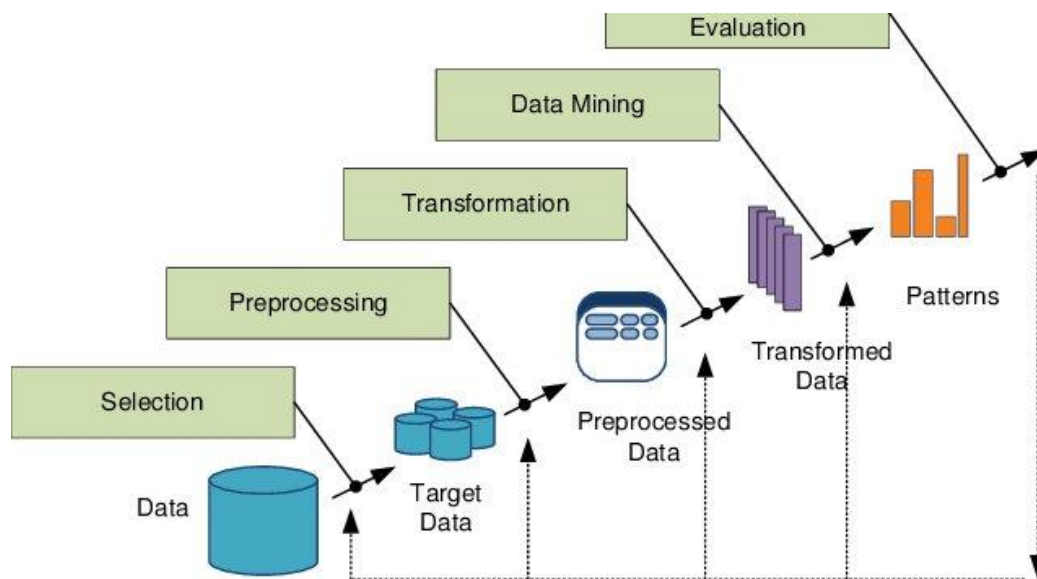 Evaluation
Data Mining
Transformation
Patterns
Preprocessing
Transformed
Data
Selection
Preprocessed
Data
Target
Data
Data